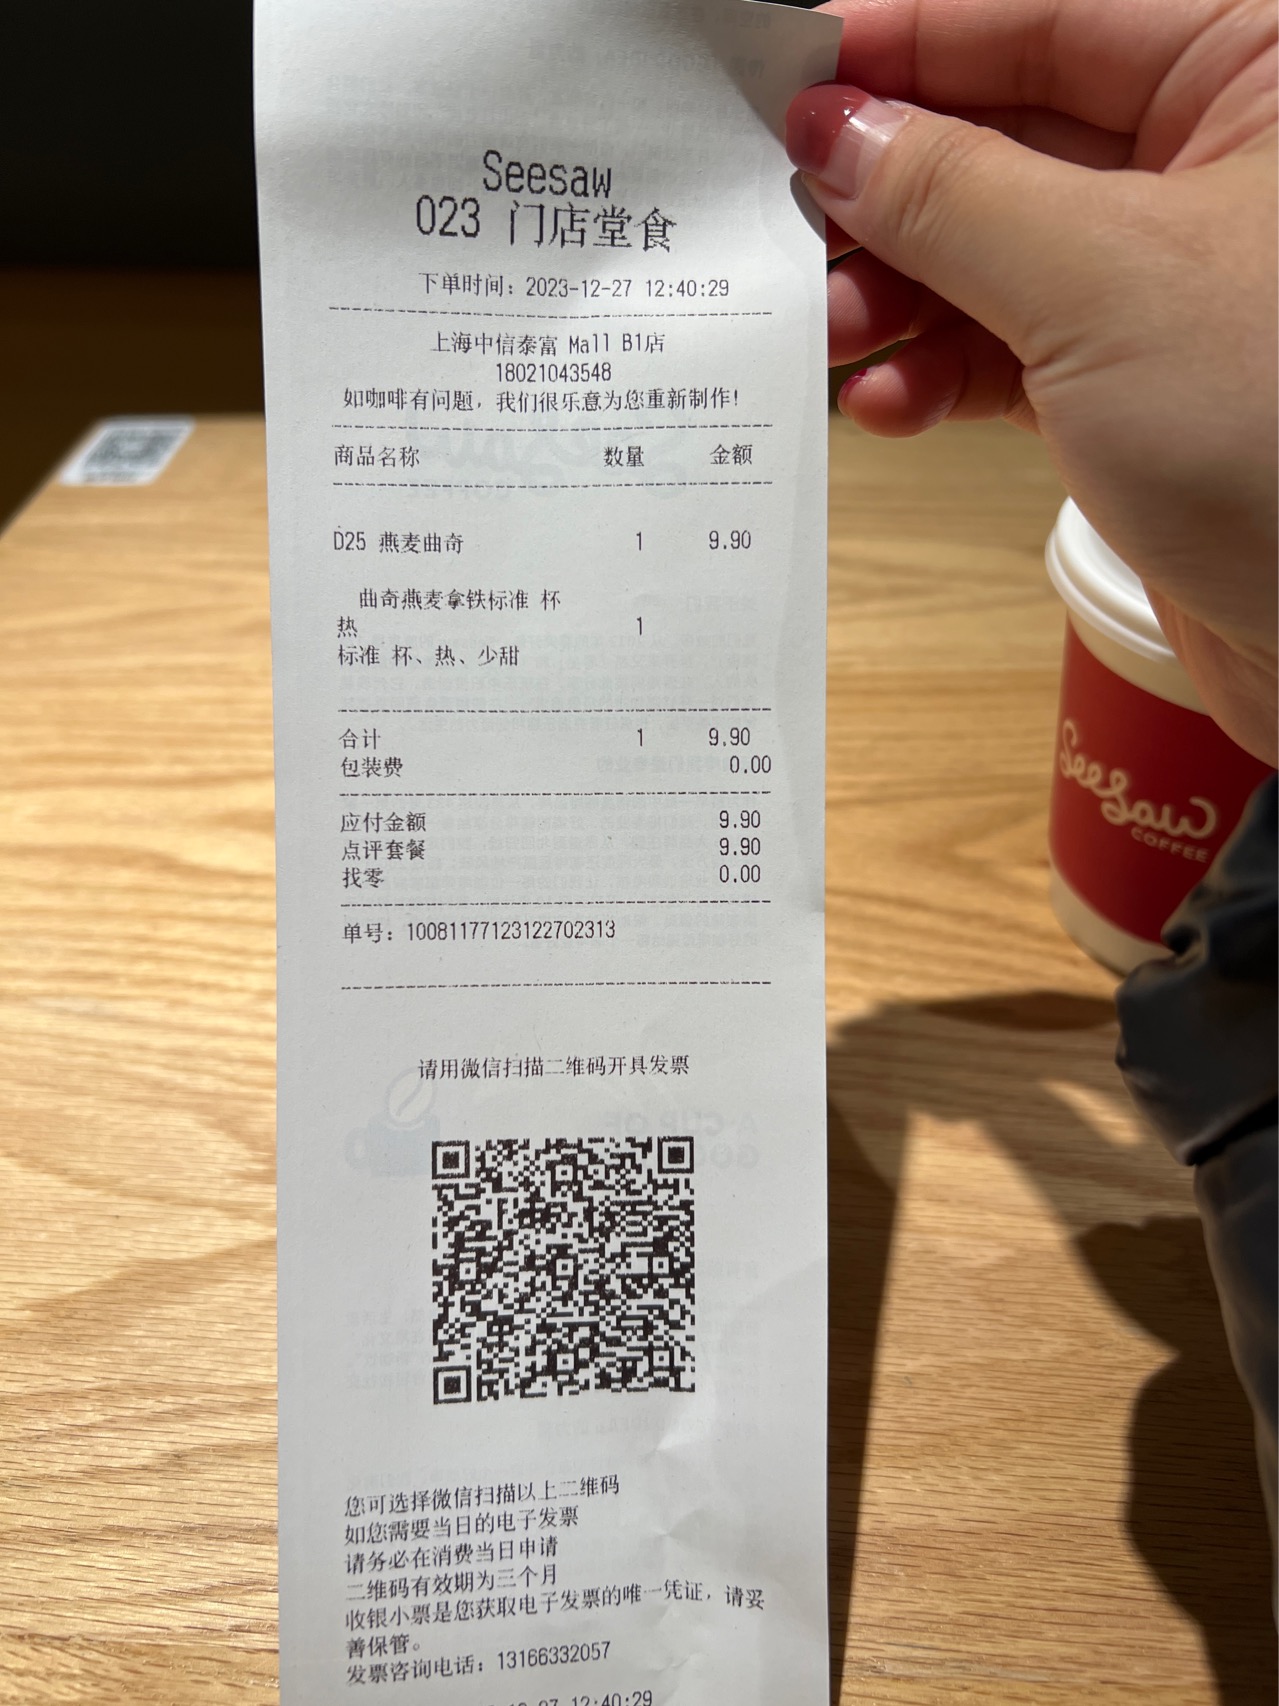 Seesaw
023 门店堂食
下单时间：2023-12-27 12:40:29
上海中信泰富 Mall B1店
18021043548
如咖啡有问题，我们很乐意为您重新制作！
商品名称 数量 金额
D25 燕麦曲奇 1 9.90
曲奇燕麦拿铁标准 杯
热 1
标准 杯、热、少甜
合计 1 9.90
包装费 0.00
应付金额 9.90
点评套餐 9.90
找零 0.00
单号：10081177123122702313
请用微信扫描二维码开具发票
您可选择微信扫描以上二维码
如您需要当日的电子发票
请务必在消费当日申请
二维码有效期为三个月
收银小票是您获取电子发票的唯一凭证，请妥
善保管。
发票咨询电话：13166332057
12:40:29
Seesaw
COFFEE